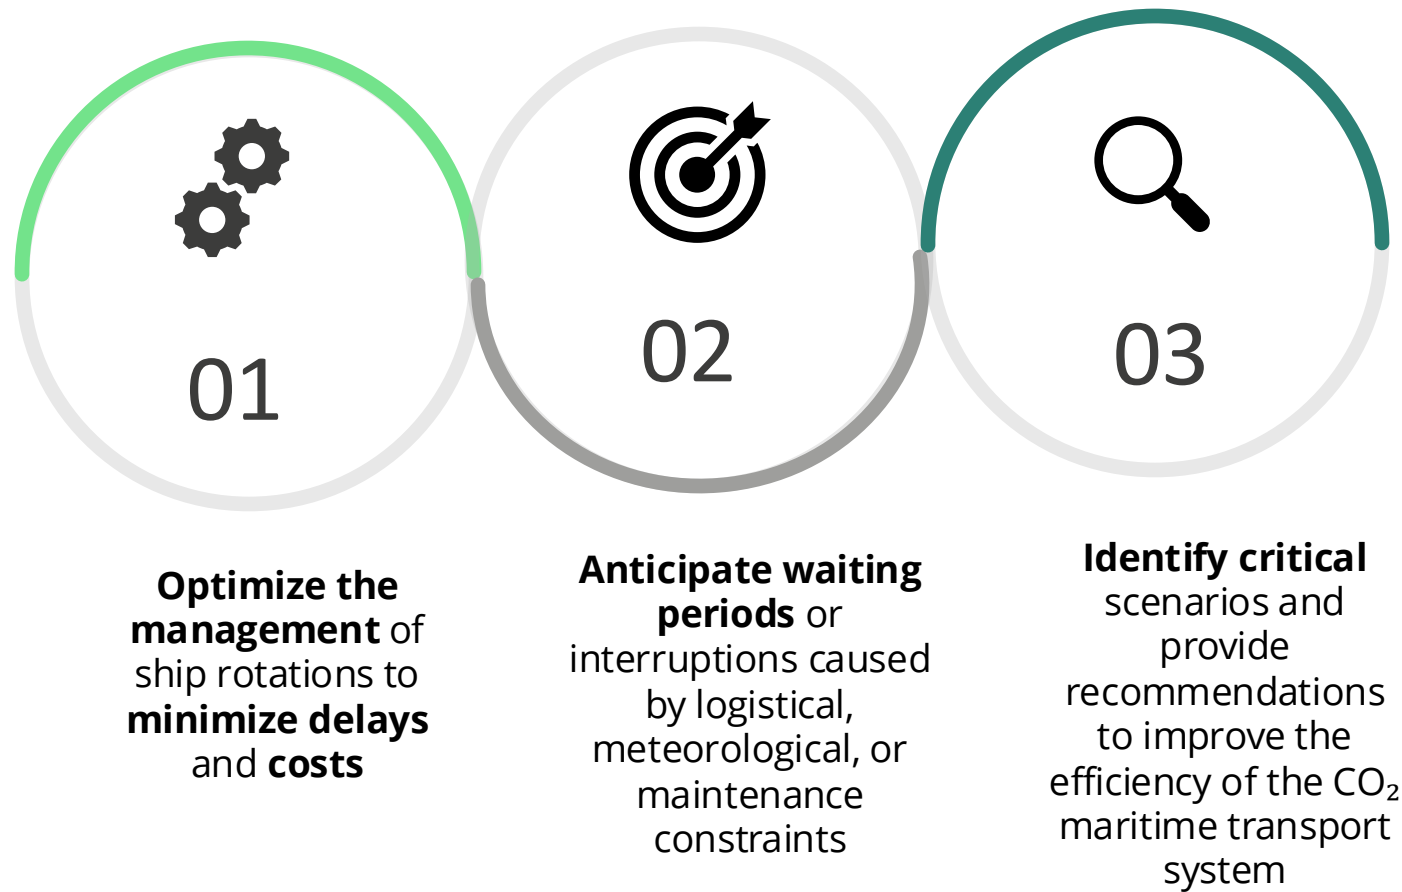 01
Optimize the
management of
ship rotations to
minimize delays
and costs
02
Anticipate waiting
periods or
interruptions caused
by logistical,
meteorological, or
maintenance
constraints
03
Identify critical
scenarios and
provide
recommendations
to improve the
efficiency of the CO₂
maritime transport
system